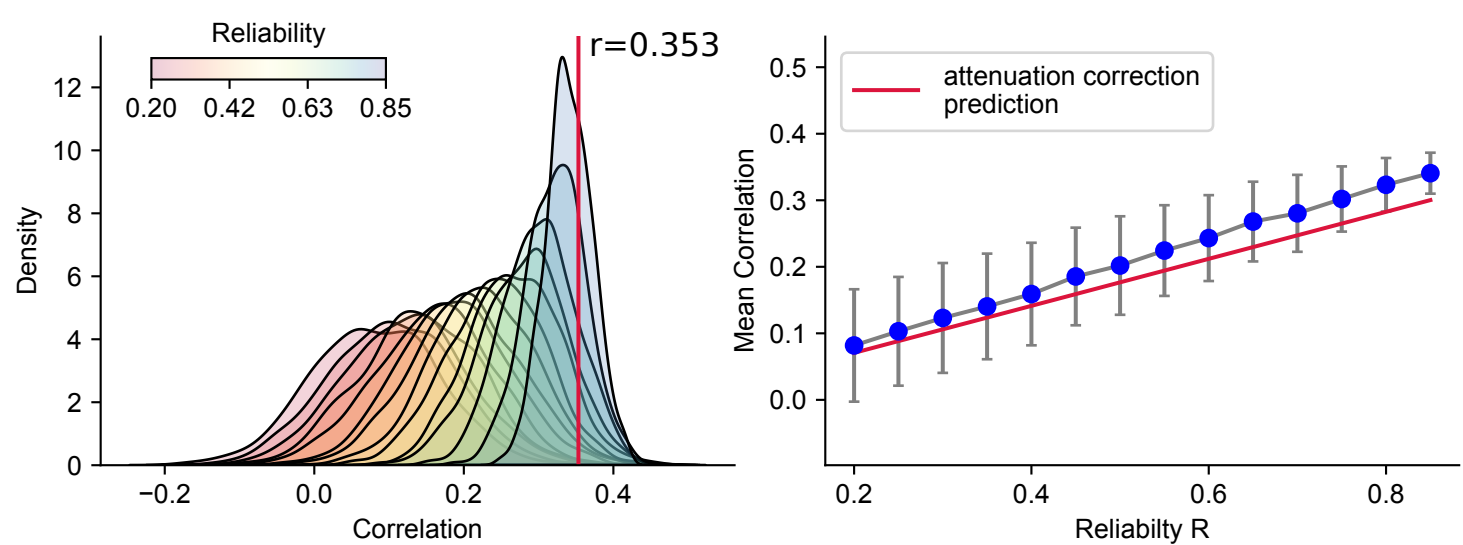 Reliability
0.20 0.42 0.63 0.85
r=0.353
Density
12
10
8
6
4
2
0
−0.2 0.0 0.2 0.4
Correlation
attenuation correction
prediction
Mean Correlation
0.5
0.4
0.3
0.2
0.1
0.0
0.2 0.4 0.6 0.8
Reliabilty R